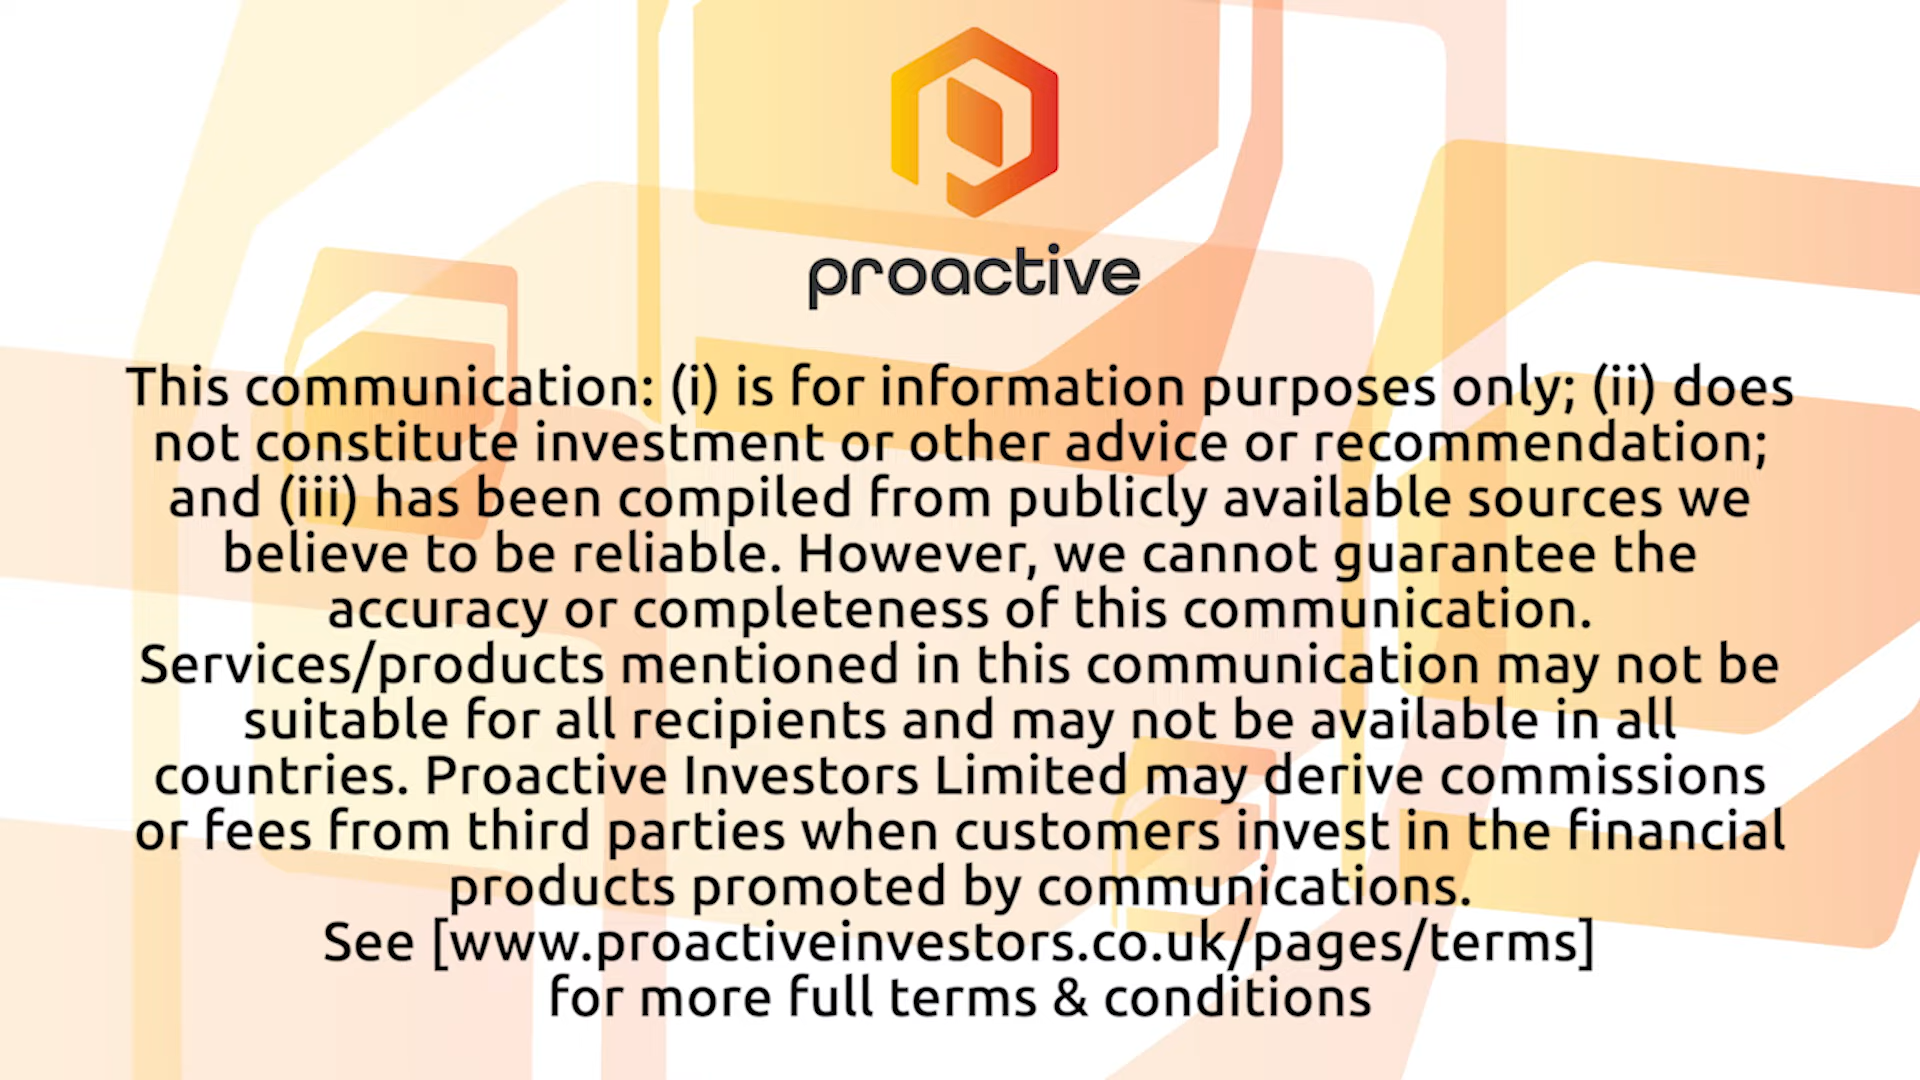 proactive
This communication: (i) is for information purposes only; (ii) does
not constitute investment or other advice or recommendation;
and (iii) has been compiled from publicly available sources we
believe to be reliable. However, we cannot guarantee the
accuracy or completeness of this communication.
Services/products mentioned in this communication may not be
suitable for all recipients and may not be available in all
countries. Proactive Investors Limited may derive commissions
or fees from third parties when customers invest in the financial
products promoted by communications.
See [www.proactiveinvestors.co.uk/pages/terms]
for more full terms & conditions